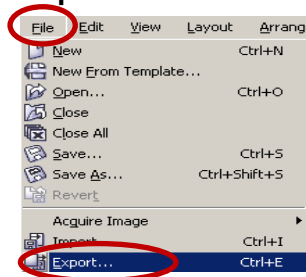 File Edit View Layout Arrang
New Ctrl+N
New From Template...
Open... Ctrl+O
Close
Close All
Save... Ctrl+S
Save As... Ctrl+Shift+S
Revert
Acquire Image
Import... Ctrl+I
Export... Ctrl+E